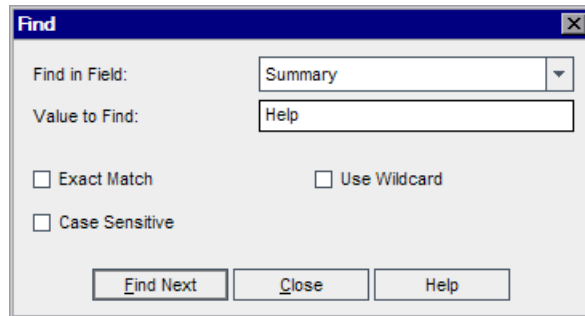 Find
Find in Field: Summary
Value to Find: Help
Exact Match Use Wildcard
Case Sensitive
Find Next Close Help